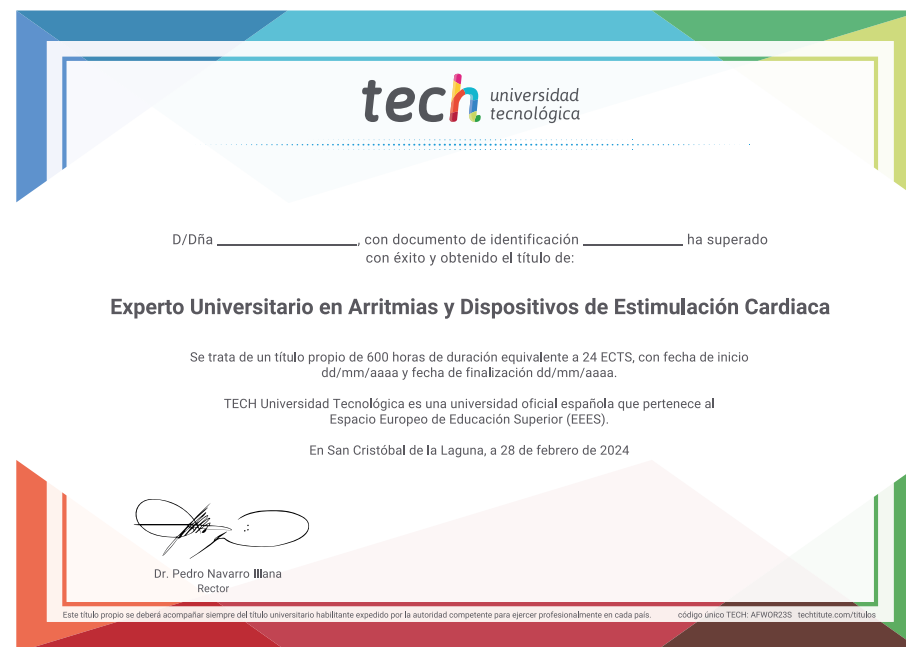 tech universidad
tecnológica
D/Dña ____________________, con documento de identificación ______________ ha superado
con éxito y obtenido el título de:
Experto Universitario en Arritmias y Dispositivos de Estimulación Cardiaca
Se trata de un título propio de 600 horas de duración equivalente a 24 ECTS, con fecha de inicio
dd/mm/aaaa y fecha de finalización dd/mm/aaaa.
TECH Universidad Tecnológica es una universidad oficial española que pertenece al
Espacio Europeo de Educación Superior (EEES).
En San Cristóbal de la Laguna, a 28 de febrero de 2024
Dr. Pedro Navarro Illana
Rector
Este título propio se deberá acompañar siempre del título universitario habilitante expedido por la autoridad competente para ejercer profesionalmente en cada país. código único TECH: AFWOR23S techtitute.com/titulos